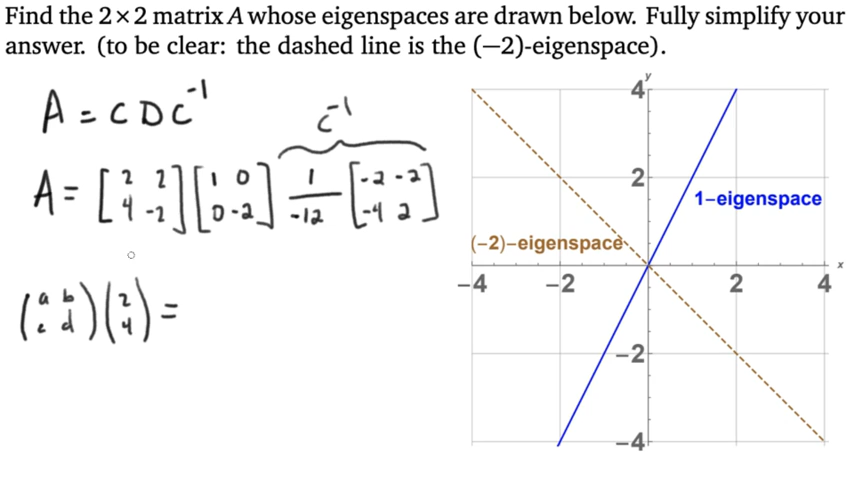 Find the 2×2 matrix A whose eigenspaces are drawn below. Fully simplify your
answer. (to be clear: the dashed line is the (−2)-eigenspace).
A = C D C^-1
C^-1
A = [2 2 4 -2] [1 0 0 -2] 1/-12 [-2 -2 -4 2]
(a b c d) (2 4) =
y
4
2
1−eigenspace
(−2)−eigenspace
x
−4 −2 2 4
−2
−4